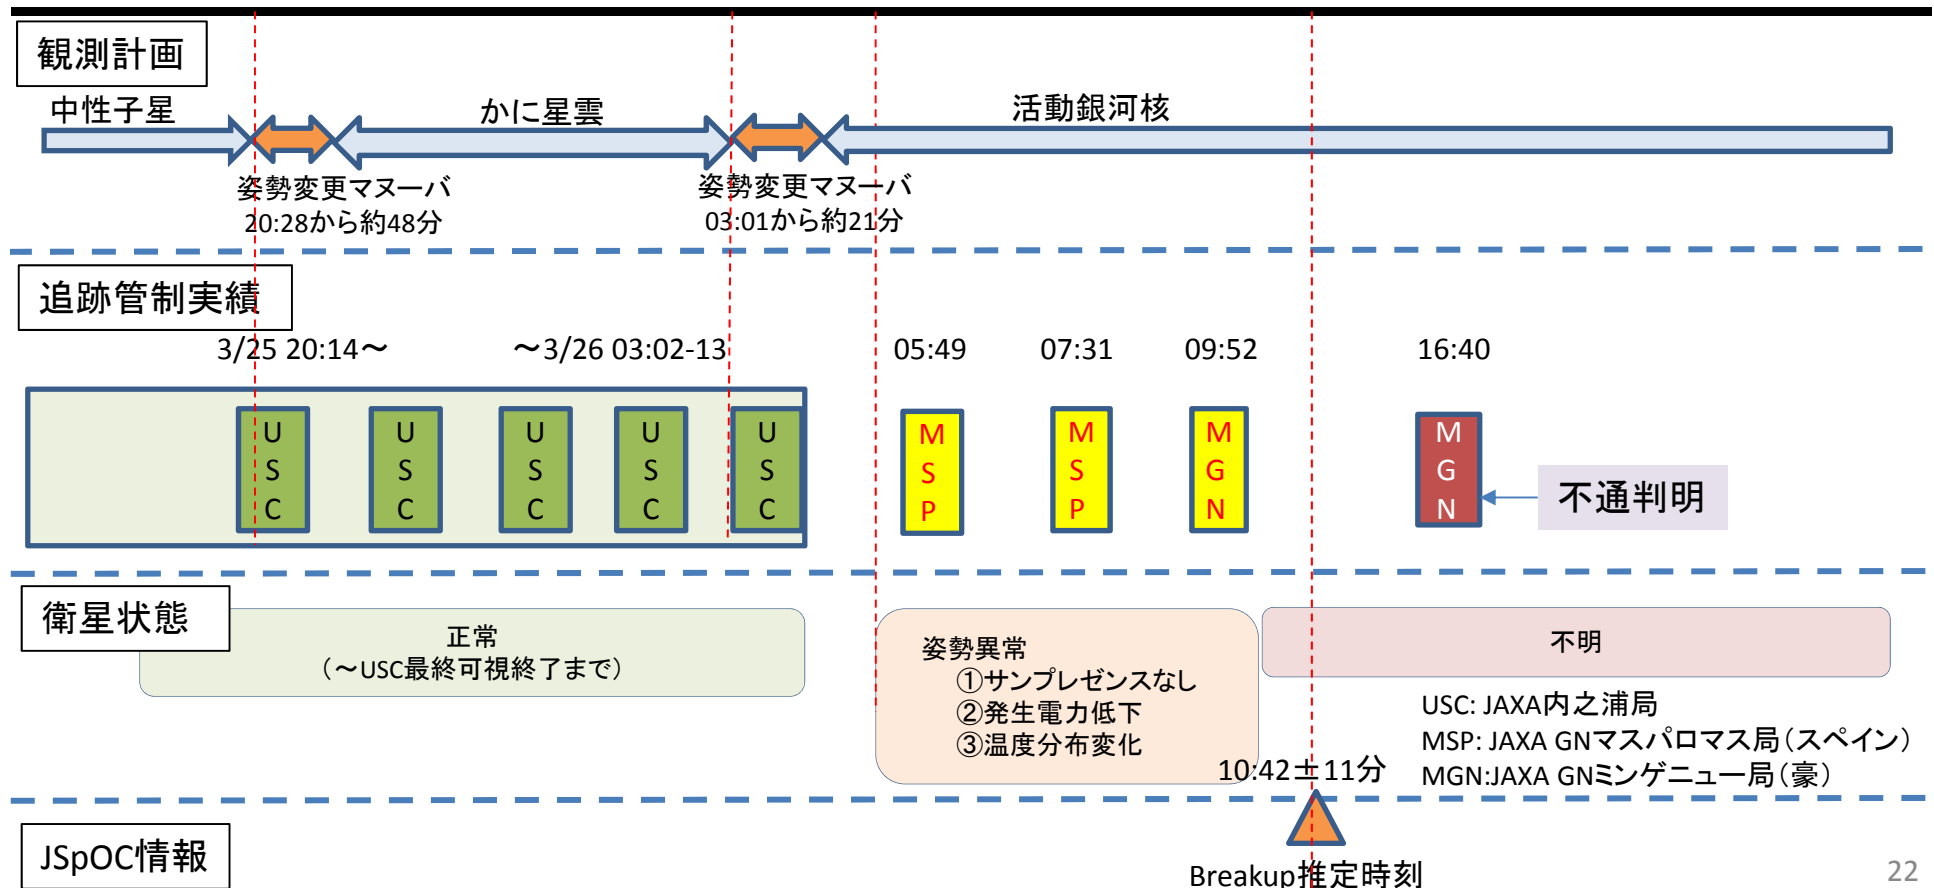 観測計画
中性子星
かに星雲
活動銀河核
姿勢変更マヌーバ
20:28から約48分
姿勢変更マヌーバ
03:01から約21分
追跡管制実績
3/25 20:14～
～3/26 03:02-13
05:49
07:31
09:52
16:40
USC
USC
USC
USC
USC
MSP
MSP
MGN
MGN
不通判明
衛星状態
正常
（～USC最終可視終了まで）
姿勢異常
①サンプレゼンスなし
②発生電力低下
③温度分布変化
不明
USC: JAXA内之浦局
MSP: JAXA GNマスパロマス局（スペイン）
MGN:JAXA GNミンゲニュー局（豪）
10:42±11分
JSpOC情報
Breakup推定時刻
22